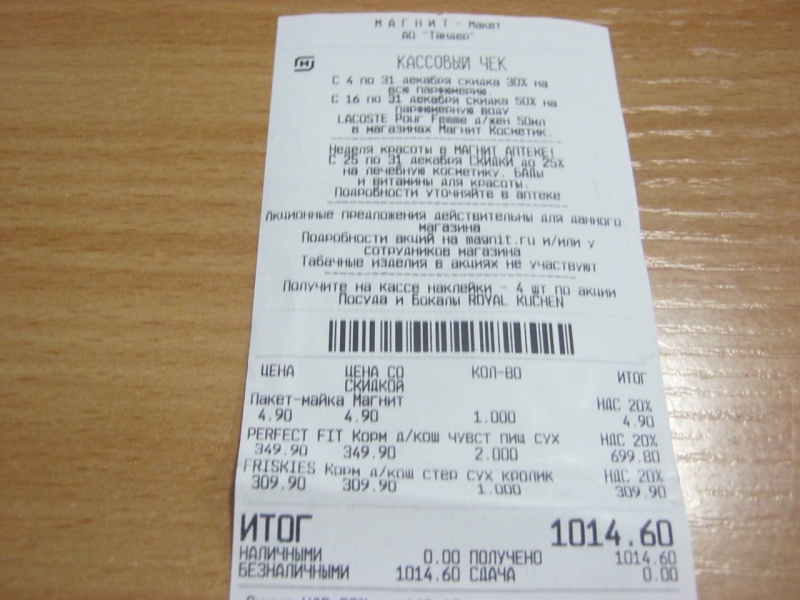 МАГНИТ - Макет
АО "Тандер"
КАССОВЫЙ ЧЕК
С 4 по 31 декабря скидка 30% на
всю парфюмерию.
С 16 по 31 декабря скидка 50% на
парфюмерную воду
LACOSTE Pour Femme д/жен 50мл
в магазинах Магнит Косметик.
Неделя красоты в МАГНИТ АПТЕКЕ!
С 25 по 31 декабря СКИДКИ до 25%
на лечебную косметику, БАДы
и витамины для красоты.
Подробности уточняйте в аптеке
Акционные предложения действительны для данного
магазина
Подробности акций на magnit.ru и/или у
сотрудников магазина
Табачные изделия в акциях не участвуют
Получите на кассе наклейки - 4 шт по акции
Посуда и Бокалы ROYAL KUCHEN
ЦЕНА ЦЕНА СО СКИДКОЙ КОЛ-ВО ИТОГ
Пакет-майка Магнит НДС 20%
4.90 4.90 1.000 4.90
PERFECT FIT Корм д/кош чувст пищ сух НДС 20%
349.90 349.90 2.000 699.80
FRISKIES Корм д/кош стер сух кролик НДС 20%
309.90 309.90 1.000 309.90
ИТОГ 1014.60
НАЛИЧНЫМИ 0.00 ПОЛУЧЕНО 1014.60
БЕЗНАЛИЧНЫМИ 1014.60 СДАЧА 0.00